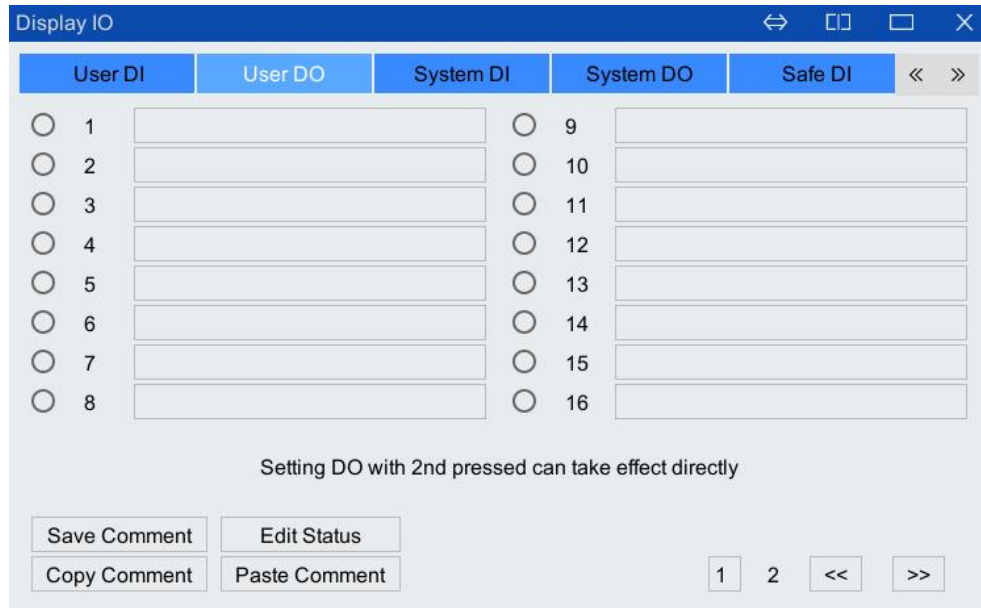 Display IO
User DI User DO System DI System DO Safe DI « »
1 9
2 10
3 11
4 12
5 13
6 14
7 15
8 16
Setting DO with 2nd pressed can take effect directly
Save Comment Edit Status
Copy Comment Paste Comment 1 2 << >>